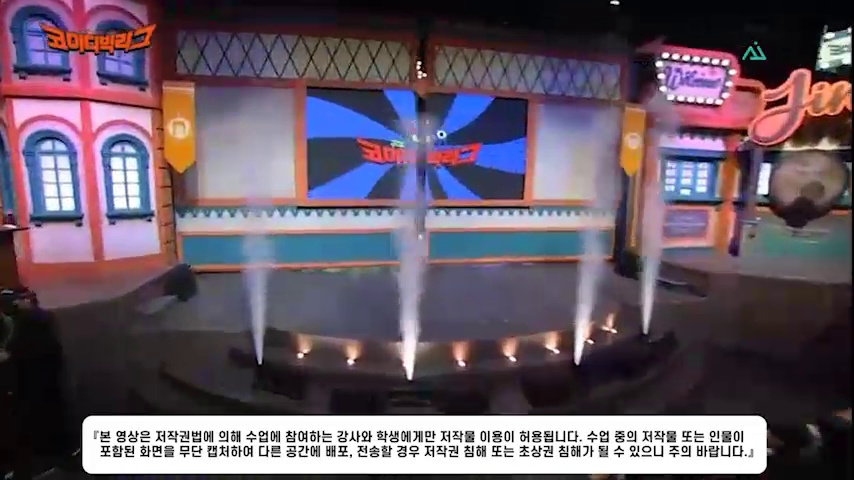 코미디빅리그
코미디빅리그
Welcome!
『본 영상은 저작권법에 의해 수업에 참여하는 강사와 학생에게만 저작물 이용이 허용됩니다. 수업 중의 저작물 또는 인물이
포함된 화면을 무단 캡처하여 다른 공간에 배포, 전송할 경우 저작권 침해 또는 초상권 침해가 될 수 있으니 주의 바랍니다.』